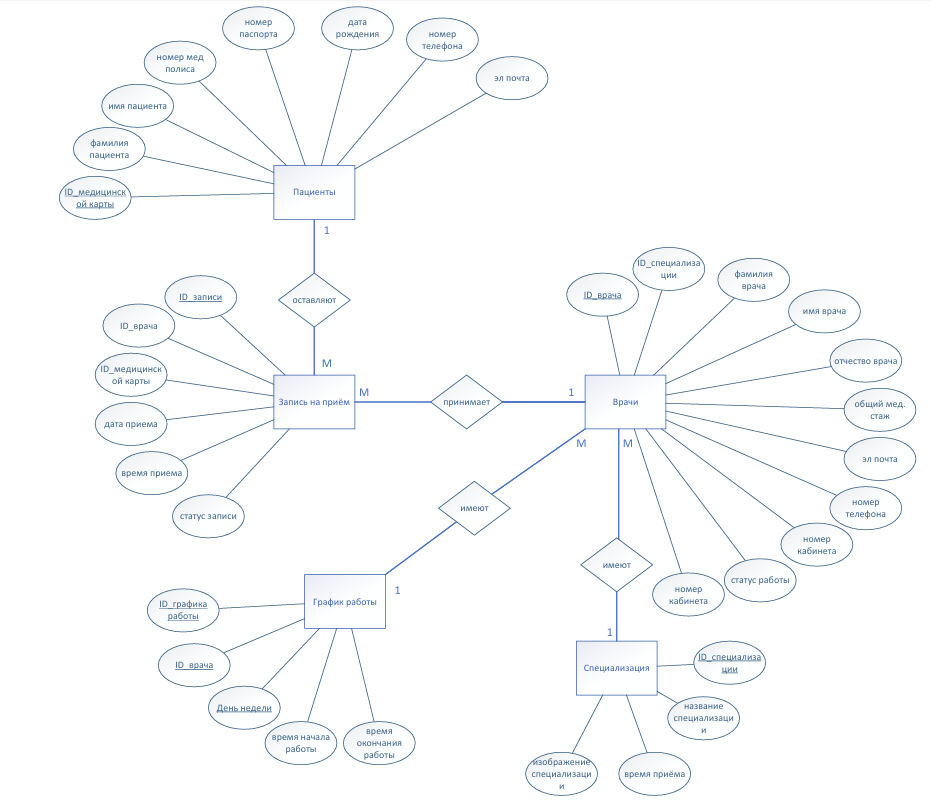 номер
паспорта
дата
рождения
номер
телефона
номер мед
полиса
эл почта
имя пациента
фамилия
пациента
ID_медицинск
ой карты
Пациенты
1
оставляют
M
ID_записи
ID_врача
ID_медицинск
ой карты
дата приема
время приема
статус записи
Запись на приём
M
принимает
1
Врачи
ID_врача
ID_специализа
ции
фамилия
врача
имя врача
отчество врача
общий мед.
стаж
эл почта
номер
телефона
номер
кабинета
статус работы
номер
кабинета
M
M
имеют
1
имеют
1
График работы
ID_графика
работы
ID_врача
День недели
время начала
работы
время
окончания
работы
Специализация
ID_специализа
ции
название
специализаци
и
изображение
специализаци
и
время приёма